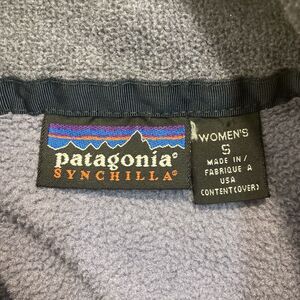 patagonia®
SYNCHILLA®
WOMEN'S
S
MADE IN/
FABRIQUE A
USA
CONTENT(OVER)